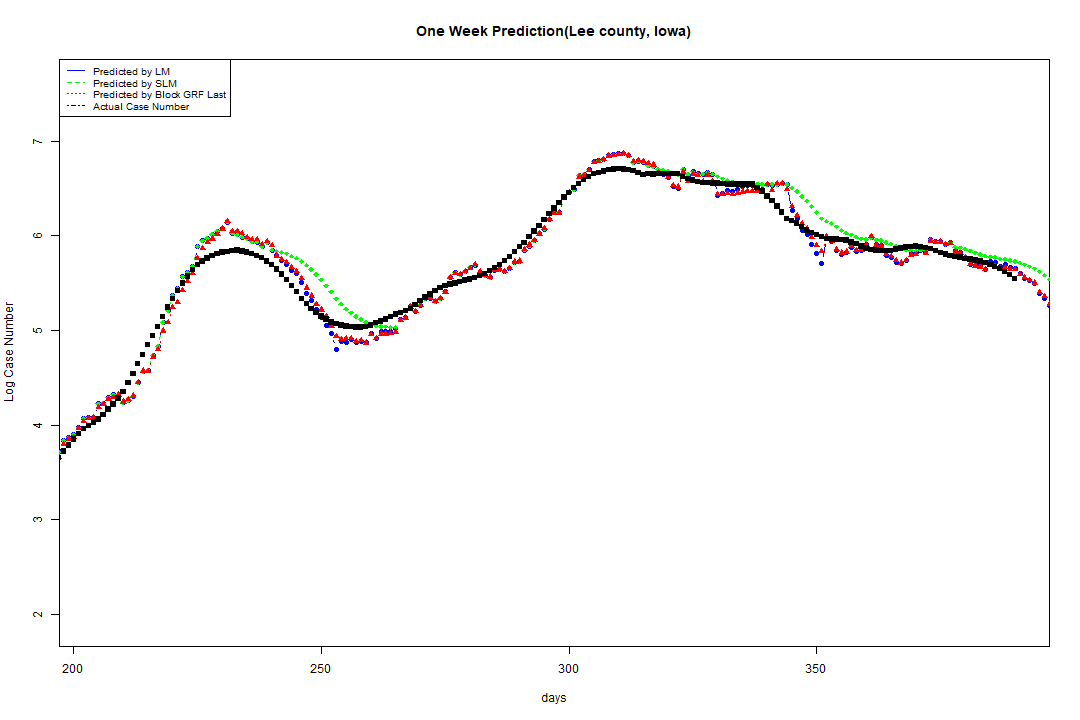 One Week Prediction(Lee county, Iowa)
Predicted by LM
Predicted by SLM
Predicted by Block GRF Last
Actual Case Number
7
6
5
4
3
2
Log Case Number
200 250 300 350
days